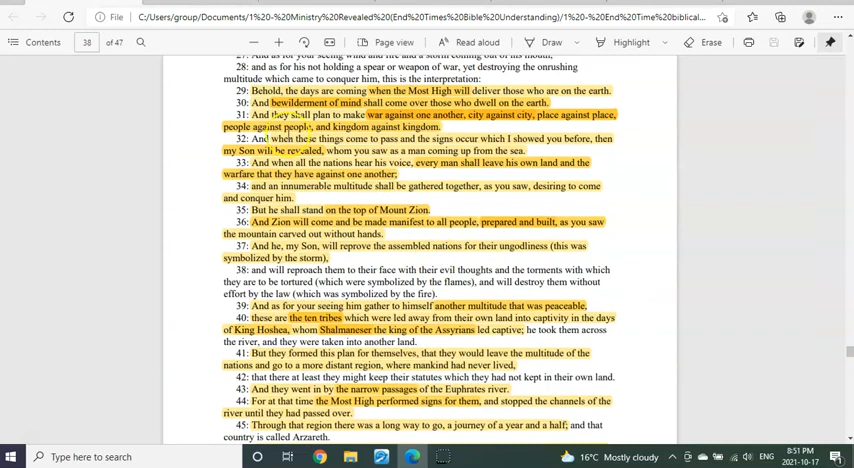 File | C:/Users/group/Documents/1%20-%20Ministry%20Revealed%20(End%20Times%20Bible%20Understanding)/1%20-%20End%20Time%20biblical...
Contents 38 of 47 Page view Read aloud Draw Highlight Erase
27: And as for your seeing wind and fire and a storm coming out of his mouth,
28: and as for his not holding a spear or weapon of war, yet destroying the onrushing
multitude which came to conquer him, this is the interpretation:
29: Behold, the days are coming when the Most High will deliver those who are on the earth.
30: And bewilderment of mind shall come over those who dwell on the earth.
31: And they shall plan to make war against one another, city against city, place against place,
people against people, and kingdom against kingdom.
32: And when these things come to pass and the signs occur which I showed you before, then
my Son will be revealed, whom you saw as a man coming up from the sea.
33: And when all the nations hear his voice, every man shall leave his own land and the
warfare that they have against one another;
34: and an innumerable multitude shall be gathered together, as you saw, desiring to come
and conquer him.
35: But he shall stand on the top of Mount Zion.
36: And Zion will come and be made manifest to all people, prepared and built, as you saw
the mountain carved out without hands.
37: And he, my Son, will reprove the assembled nations for their ungodliness (this was
symbolized by the storm),
38: and will reproach them to their face with their evil thoughts and the torments with which
they are to be tortured (which were symbolized by the flames), and will destroy them without
effort by the law (which was symbolized by the fire).
39: And as for your seeing him gather to himself another multitude that was peaceable,
40: these are the ten tribes which were led away from their own land into captivity in the days
of King Hoshea, whom Shalmaneser the king of the Assyrians led captive; he took them across
the river, and they were taken into another land.
41: But they formed this plan for themselves, that they would leave the multitude of the
nations and go to a more distant region, where mankind had never lived,
42: that there at least they might keep their statutes which they had not kept in their own land.
43: And they went in by the narrow passages of the Euphrates river.
44: For at that time the Most High performed signs for them, and stopped the channels of the
river until they had passed over.
45: Through that region there was a long way to go, a journey of a year and a half; and that
country is called Arzareth.
Type here to search
16°C Mostly cloudy
ENG
8:51 PM
2021-10-17